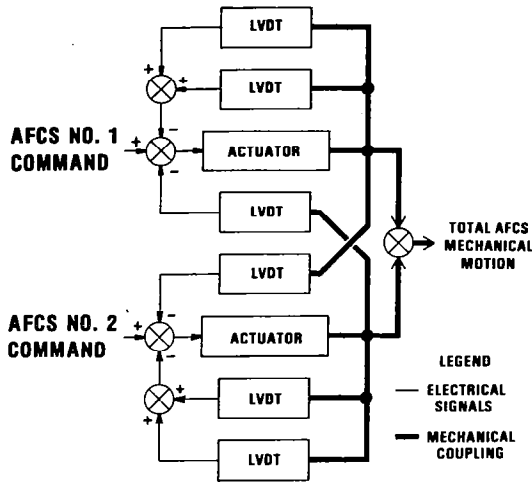 LVDT
+
+
LVDT
AFCS NO. 1
COMMAND
+
−
−
ACTUATOR
LVDT
TOTAL AFCS
MECHANICAL
MOTION
LVDT
AFCS NO. 2
COMMAND
+
−
−
ACTUATOR
+
+
LVDT
LVDT
LEGEND
ELECTRICAL
SIGNALS
MECHANICAL
COUPLING